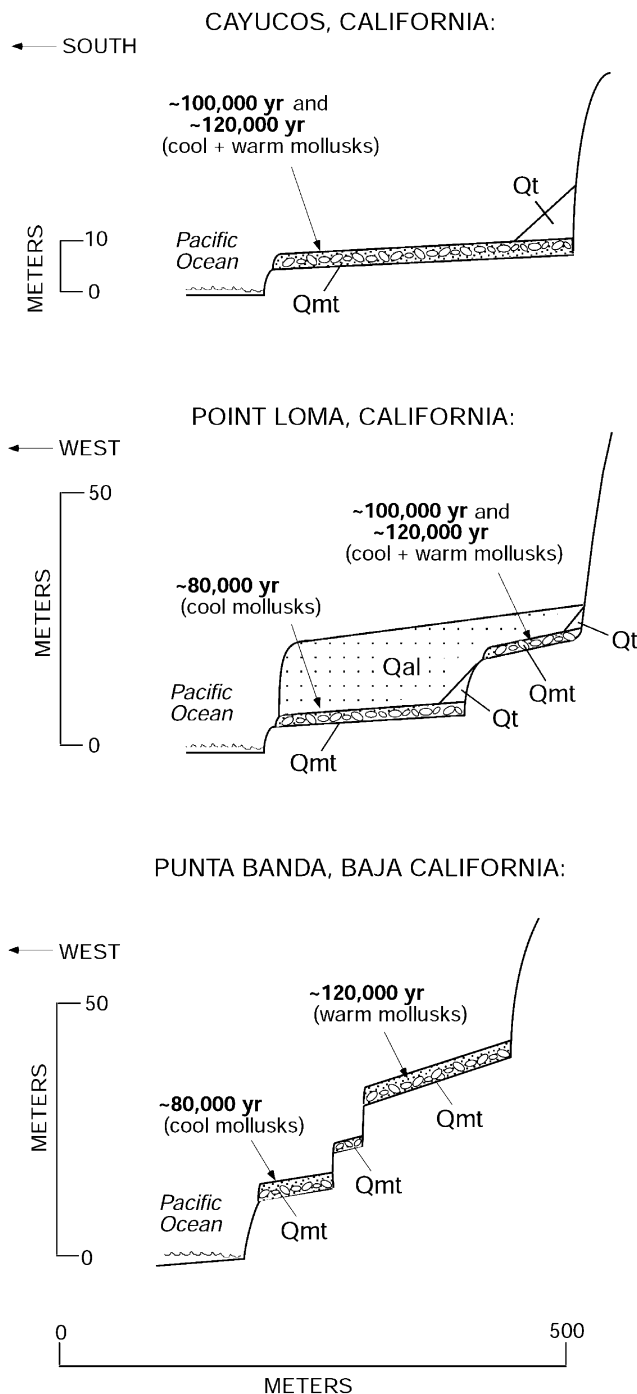 CAYUCOS, CALIFORNIA:
SOUTH
~100,000 yr and
~120,000 yr
(cool + warm mollusks)
Qt
10
Pacific
Ocean
METERS
0
Qmt
POINT LOMA, CALIFORNIA:
WEST
50
~100,000 yr and
~120,000 yr
(cool + warm mollusks)
~80,000 yr
(cool mollusks)
METERS
Qt
Qal
Qmt
Pacific
Ocean
Qt
0
Qmt
PUNTA BANDA, BAJA CALIFORNIA:
WEST
50
~120,000 yr
(warm mollusks)
METERS
~80,000 yr
(cool mollusks)
Qmt
Qmt
Pacific
Ocean
Qmt
0
0
500
METERS